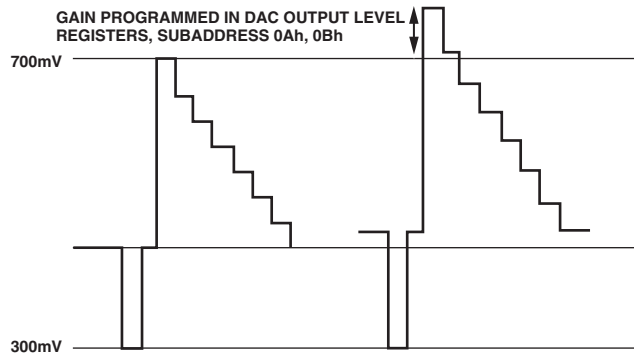 GAIN PROGRAMMED IN DAC OUTPUT LEVEL
REGISTERS, SUBADDRESS 0Ah, 0Bh
700mV
300mV